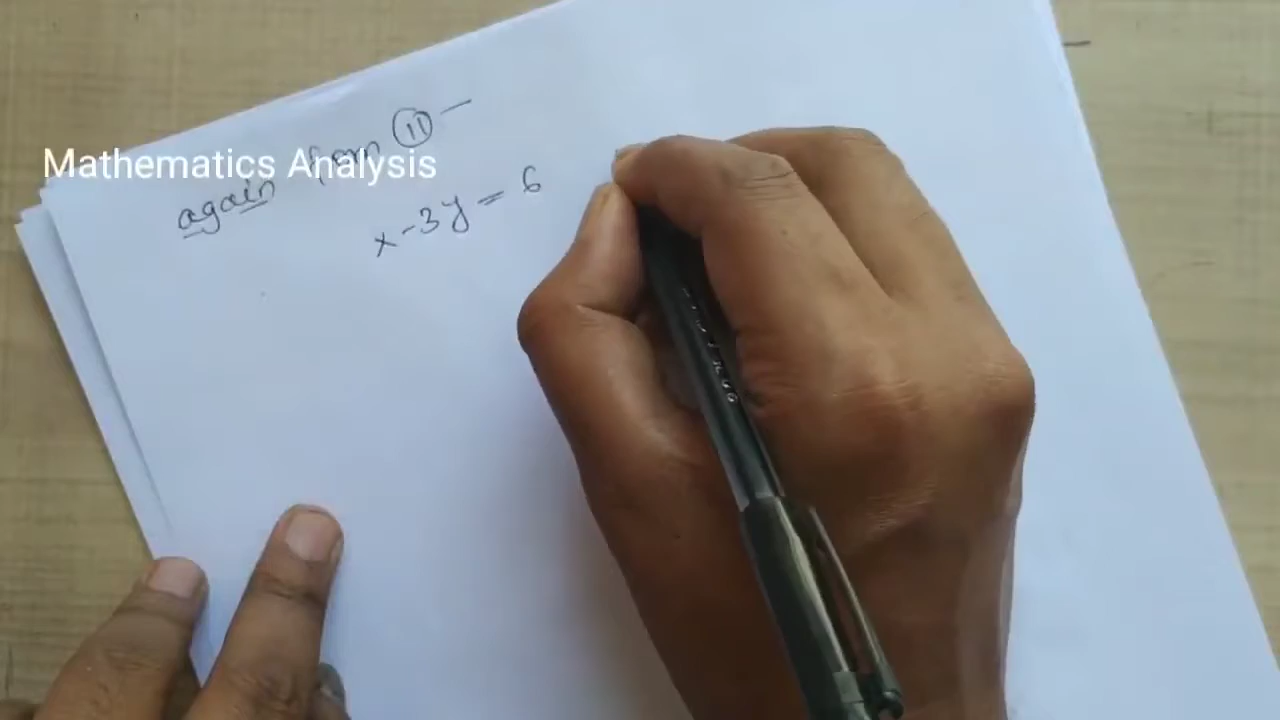 Mathematics Analysis
again from (11) —
x - 3y = 6